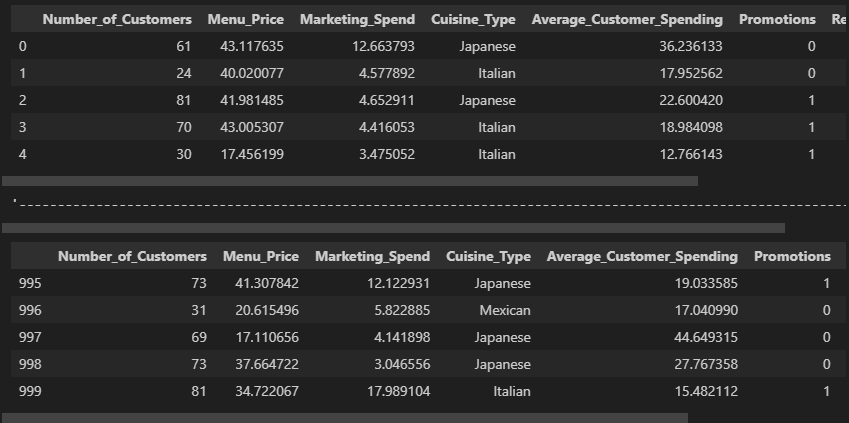 Number_of_Customers Menu_Price Marketing_Spend Cuisine_Type Average_Customer_Spending Promotions Re
0 61 43.117635 12.663793 Japanese 36.236133 0
1 24 40.020077 4.577892 Italian 17.952562 0
2 81 41.981485 4.652911 Japanese 22.600420 1
3 70 43.005307 4.416053 Italian 18.984098 1
4 30 17.456199 3.475052 Italian 12.766143 1
'--------------------------------------------------------------------------------------------------------------
Number_of_Customers Menu_Price Marketing_Spend Cuisine_Type Average_Customer_Spending Promotions
995 73 41.307842 12.122931 Japanese 19.033585 1
996 31 20.615496 5.822885 Mexican 17.040990 0
997 69 17.110656 4.141898 Japanese 44.649315 0
998 73 37.664722 3.046556 Japanese 27.767358 0
999 81 34.722067 17.989104 Italian 15.482112 1